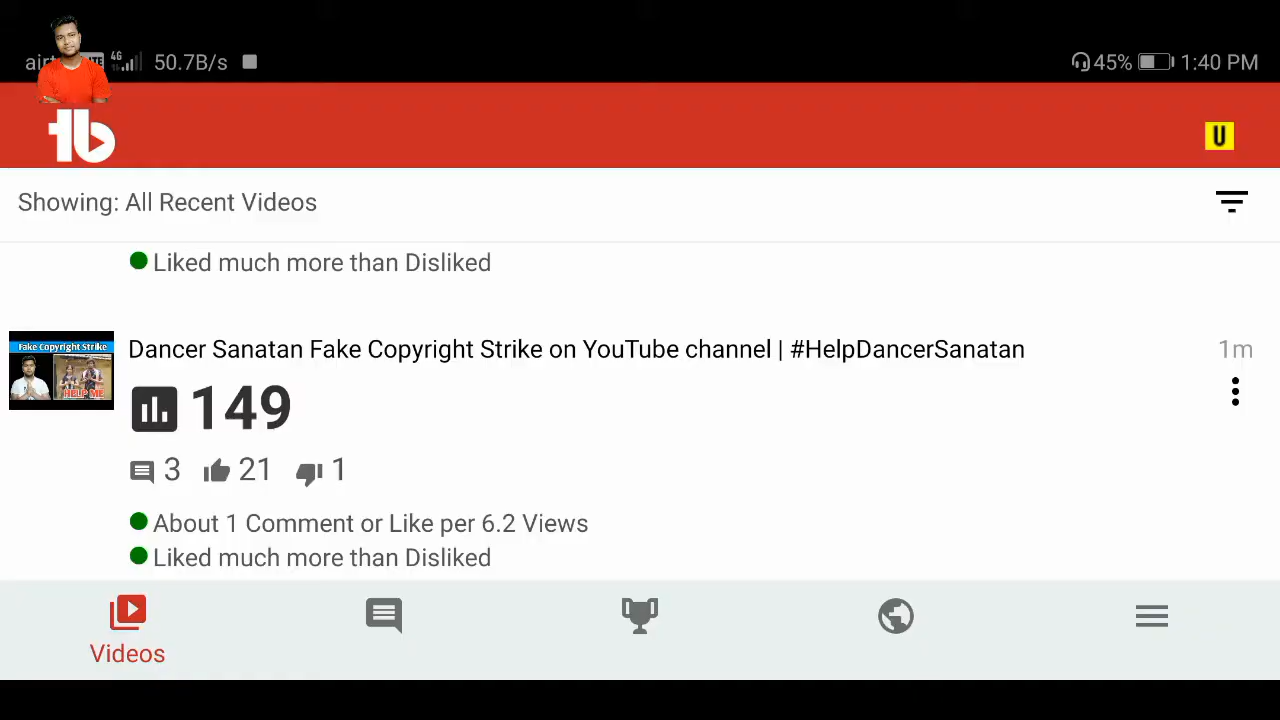 4G 50.7B/s 45% 1:40 PM
tb
U
Showing: All Recent Videos
Liked much more than Disliked
Fake Copyright Strike
HELP ME
Dancer Sanatan Fake Copyright Strike on YouTube channel | #HelpDancerSanatan
1m
149
3 21 1
About 1 Comment or Like per 6.2 Views
Liked much more than Disliked
Videos